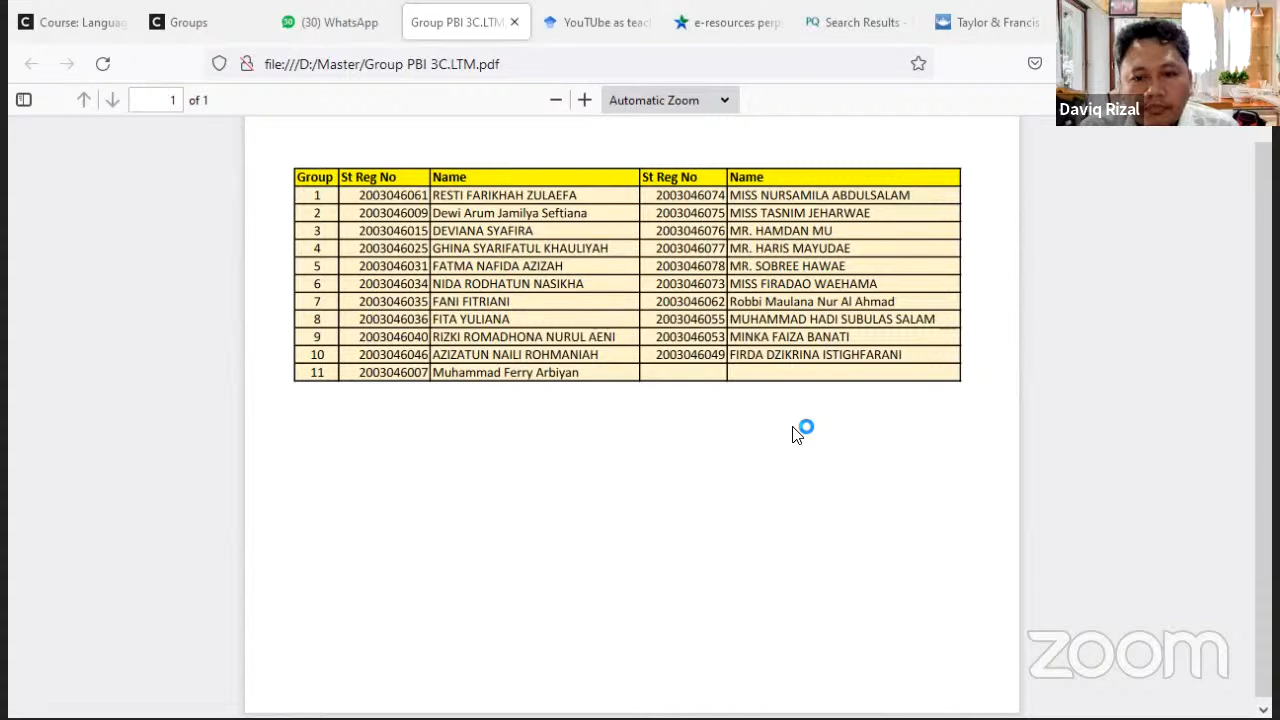 Course: Languag
Groups
(30) WhatsApp
Group PBI 3C.LTM
YouTUbe as teac
e-resources perp
Search Results -
Taylor & Francis
file:///D:/Master/Group PBI 3C.LTM.pdf
1 of 1
Automatic Zoom
Daviq Rizal
Group St Reg No Name St Reg No Name
1 2003046061 RESTI FARIKHAH ZULAEFA 2003046074 MISS NURSAMILA ABDULSALAM
2 2003046009 Dewi Arum Jamilya Seftiana 2003046075 MISS TASNIM JEHARWAE
3 2003046015 DEVIANA SYAFIRA 2003046076 MR. HAMDAN MU
4 2003046025 GHINA SYARIFATUL KHAULIYAH 2003046077 MR. HARIS MAYUDAE
5 2003046031 FATMA NAFIDA AZIZAH 2003046078 MR. SOBREE HAWAE
6 2003046034 NIDA RODHATUN NASIKHA 2003046073 MISS FIRADAO WAEHAMA
7 2003046035 FANI FITRIANI 2003046062 Robbi Maulana Nur Al Ahmad
8 2003046036 FITA YULIANA 2003046055 MUHAMMAD HADI SUBULAS SALAM
9 2003046040 RIZKI ROMADHONA NURUL AENI 2003046053 MINKA FAIZA BANATI
10 2003046046 AZIZATUN NAILI ROHMANIAH 2003046049 FIRDA DZIKRINA ISTIGHFARANI
11 2003046007 Muhammad Ferry Arbiyan
zoom